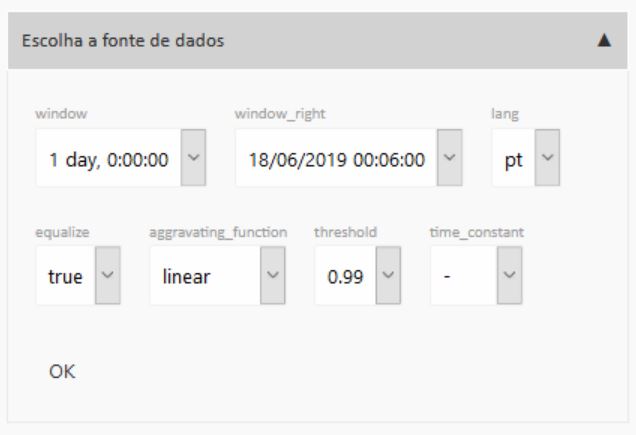 Escolha a fonte de dados ▲
window window_right lang
1 day, 0:00:00 18/06/2019 00:06:00 pt
equalize aggravating_function threshold time_constant
true linear 0.99 -
OK